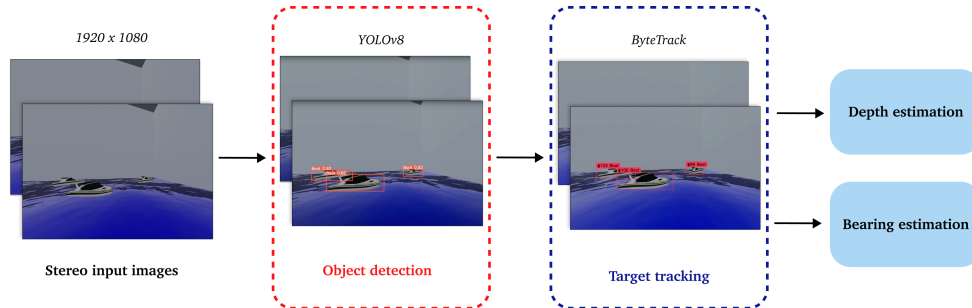 1920 x 1080
YOLOv8
ByteTrack
Depth estimation
Bearing estimation
Stereo input images
Object detection
Target tracking